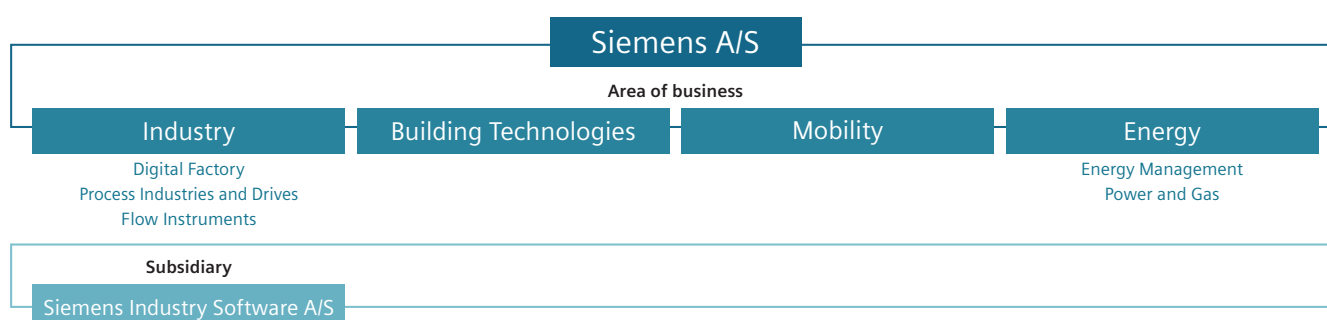 Siemens A/S
Area of business
Industry
Building Technologies
Mobility
Energy
Digital Factory
Process Industries and Drives
Flow Instruments
Energy Management
Power and Gas
Subsidiary
Siemens Industry Software A/S